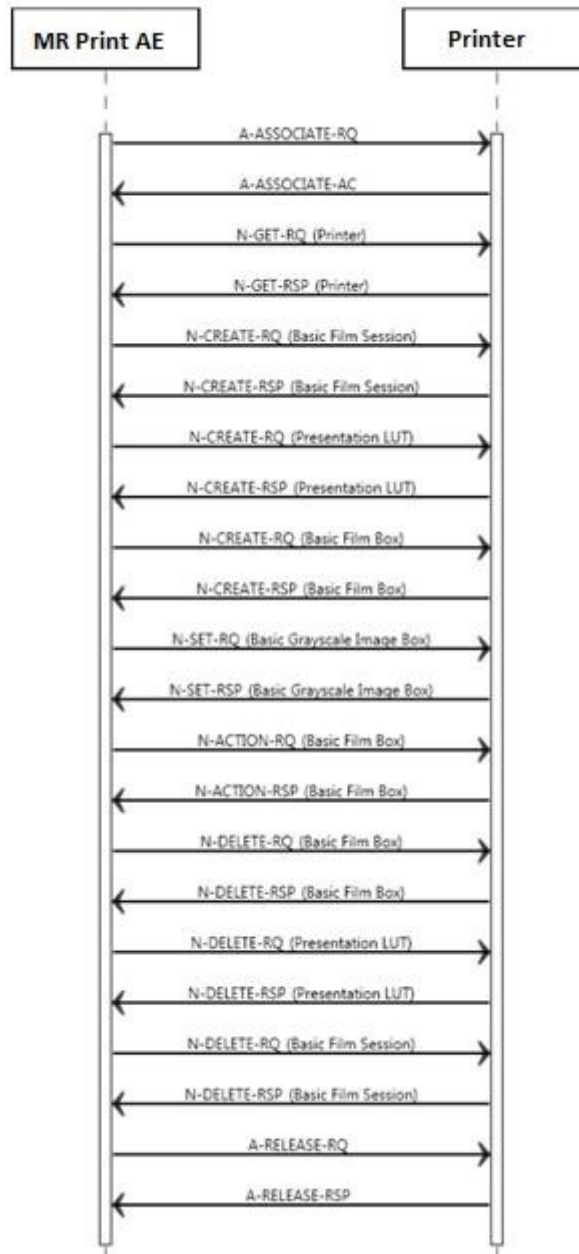 MR Print AE
Printer
A-ASSOCIATE-RQ
A-ASSOCIATE-AC
N-GET-RQ (Printer)
N-GET-RSP (Printer)
N-CREATE-RQ (Basic Film Session)
N-CREATE-RSP (Basic Film Session)
N-CREATE-RQ (Presentation LUT)
N-CREATE-RSP (Presentation LUT)
N-CREATE-RQ (Basic Film Box)
N-CREATE-RSP (Basic Film Box)
N-SET-RQ (Basic Grayscale Image Box)
N-SET-RSP (Basic Grayscale Image Box)
N-ACTION-RQ (Basic Film Box)
N-ACTION-RSP (Basic Film Box)
N-DELETE-RQ (Basic Film Box)
N-DELETE-RSP (Basic Film Box)
N-DELETE-RQ (Presentation LUT)
N-DELETE-RSP (Presentation LUT)
N-DELETE-RQ (Basic Film Session)
N-DELETE-RSP (Basic Film Session)
A-RELEASE-RQ
A-RELEASE-RSP